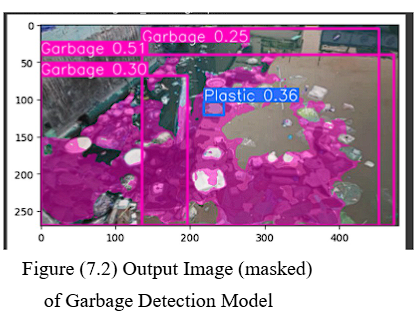 0
Garbage 0.25
Garbage 0.51
50
Garbage 0.30
Plastic 0.36
100
150
200
250
0 100 200 300 400
Figure (7.2) Output Image (masked)
of Garbage Detection Model